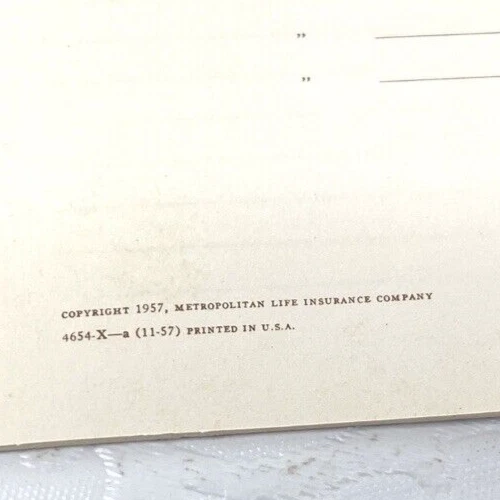 ”
”
COPYRIGHT 1957, METROPOLITAN LIFE INSURANCE COMPANY
4654-X—a (11-57) PRINTED IN U.S.A.